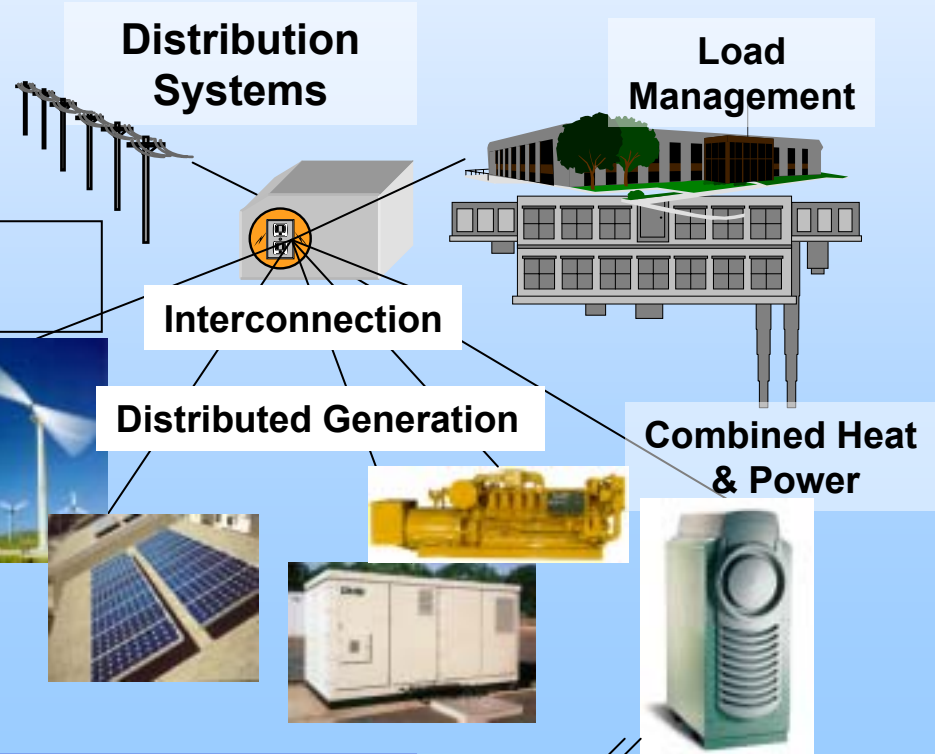 Distribution
Systems
Load
Management
Interconnection
Distributed Generation
Combined Heat
& Power